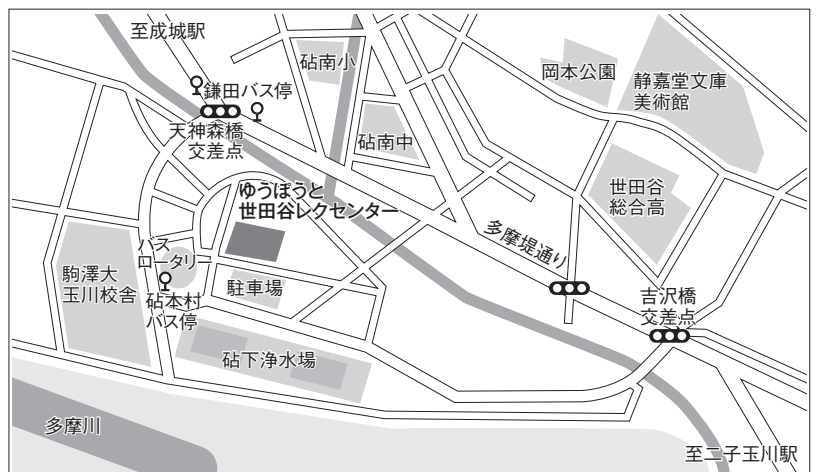 至成城駅
砧南小
岡本公園
静嘉堂文庫
美術館
鎌田バス停
天神森橋
交差点
砧南中
世田谷
総合高
ゆうぽうと
世田谷レクセンター
多摩堤通り
バス
ロータリー
駒澤大
玉川校舎
砧本村
バス停
駐車場
吉沢橋
交差点
砧下浄水場
多摩川
至二子玉川駅